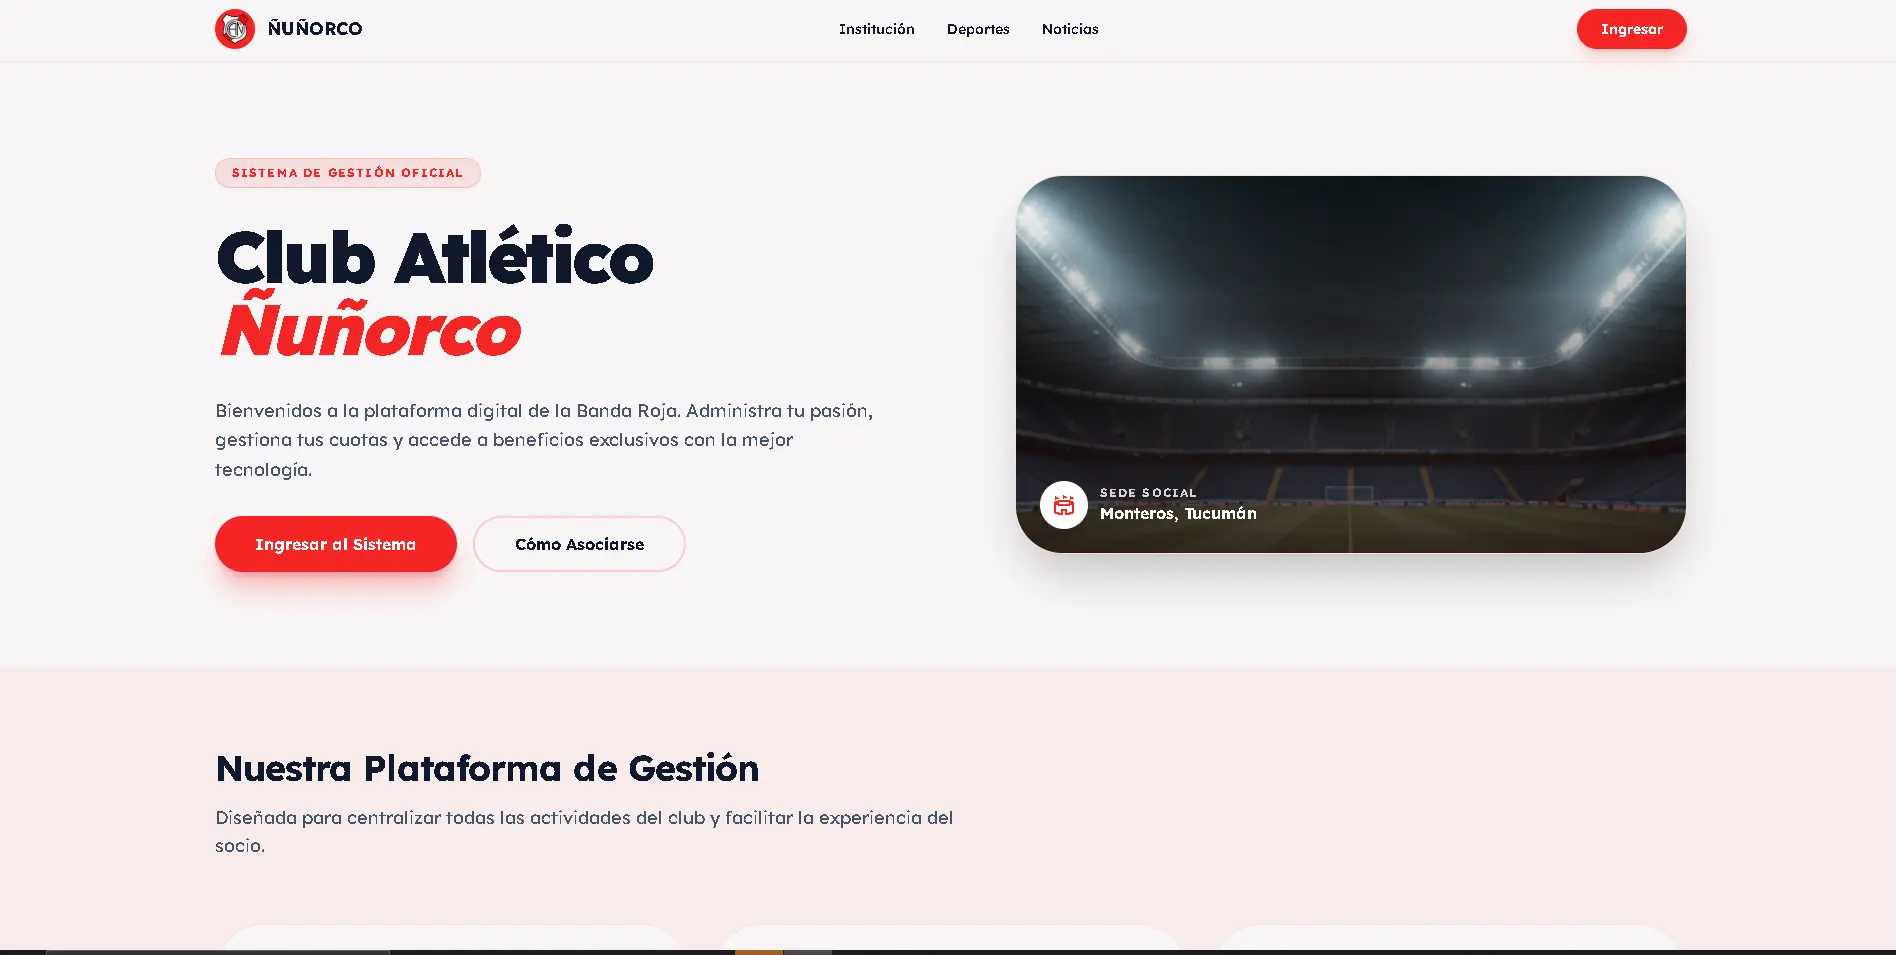 ÑUÑORCO
Institución
Deportes
Noticias
Ingresar
SISTEMA DE GESTIÓN OFICIAL
Club Atlético
Ñuñorco
Bienvenidos a la plataforma digital de la Banda Roja. Administra tu pasión,
gestiona tus cuotas y accede a beneficios exclusivos con la mejor
tecnología.
Ingresar al Sistema
Cómo Asociarse
SEDE SOCIAL
Monteros, Tucumán
Nuestra Plataforma de Gestión
Diseñada para centralizar todas las actividades del club y facilitar la experiencia del
socio.